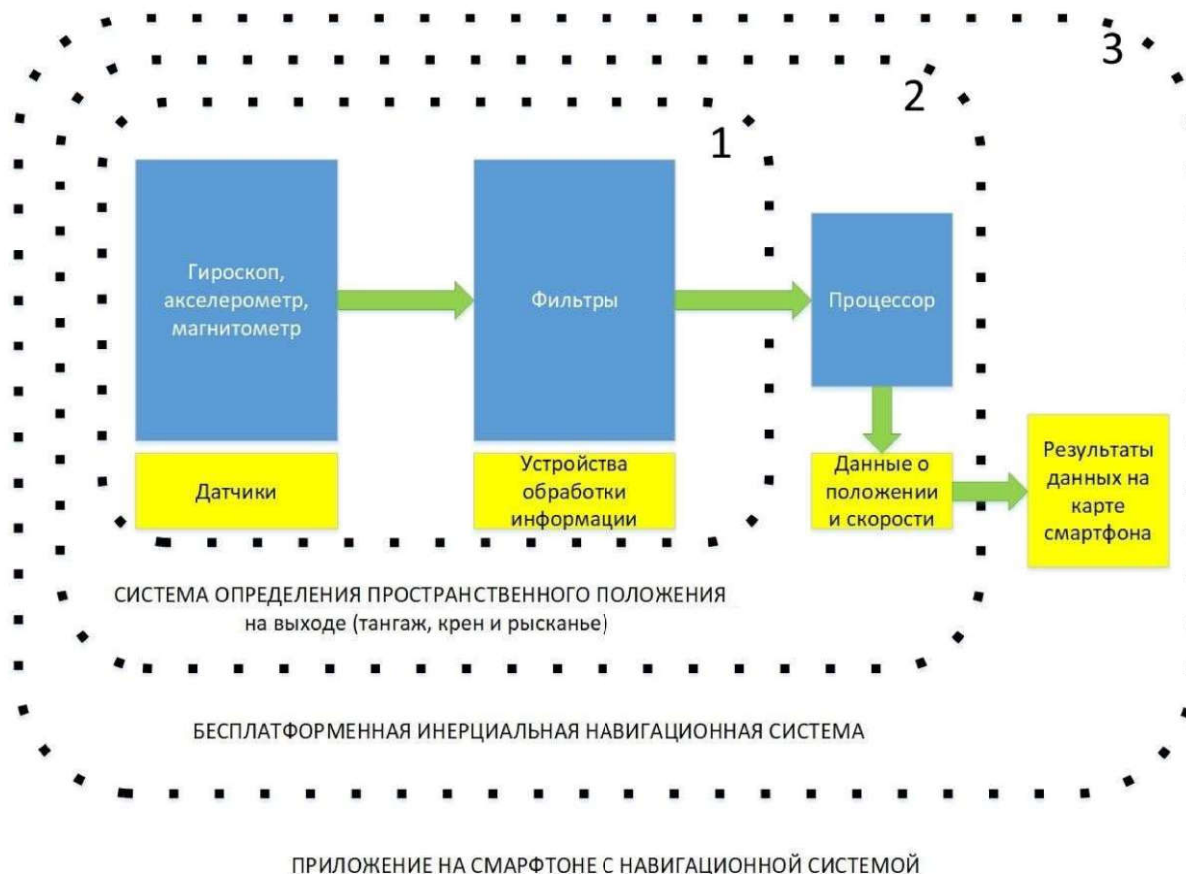 3
2
1
Гироскоп,
акселерометр,
магнитометр
Фильтры
Процессор
Датчики
Устройства
обработки
информации
Данные о
положении
и скорости
Результаты
данных на
карте
смартфона
СИСТЕМА ОПРЕДЕЛЕНИЯ ПРОСТРАНСТВЕННОГО ПОЛОЖЕНИЯ
на выходе (тангаж, крен и рысканье)
БЕСПЛАТФОРМЕННАЯ ИНЕРЦИАЛЬНАЯ НАВИГАЦИОННАЯ СИСТЕМА
ПРИЛОЖЕНИЕ НА СМАРФТОНЕ С НАВИГАЦИОННОЙ СИСТЕМОЙ